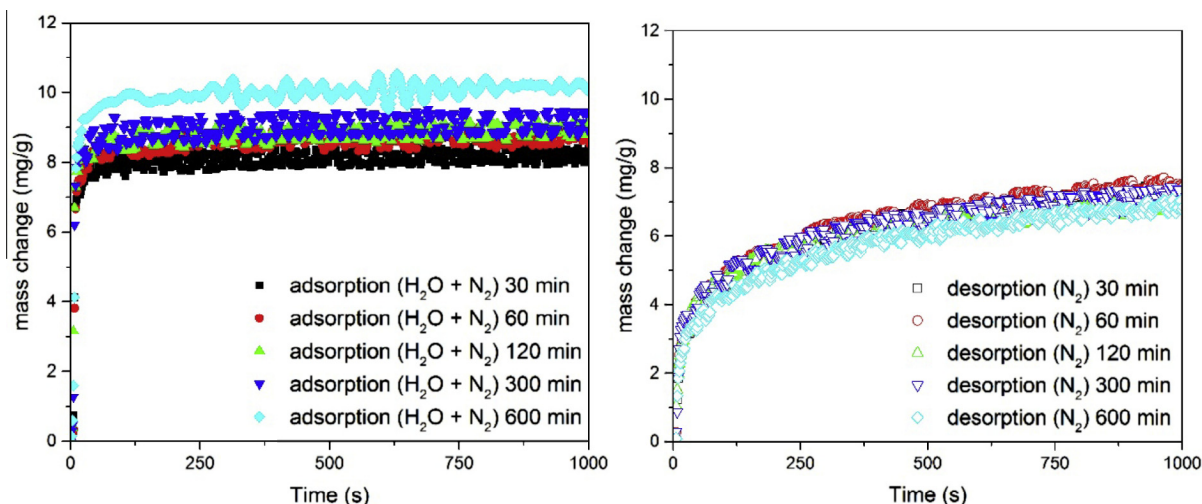 12
10
8
6
4
2
0
mass change (mg/g)
adsorption (H₂O + N₂) 30 min
adsorption (H₂O + N₂) 60 min
adsorption (H₂O + N₂) 120 min
adsorption (H₂O + N₂) 300 min
adsorption (H₂O + N₂) 600 min
0 250 500 750 1000
Time (s)
12
10
8
6
4
2
0
mass change (mg/g)
desorption (N₂) 30 min
desorption (N₂) 60 min
desorption (N₂) 120 min
desorption (N₂) 300 min
desorption (N₂) 600 min
0 250 500 750 1000
Time (s)